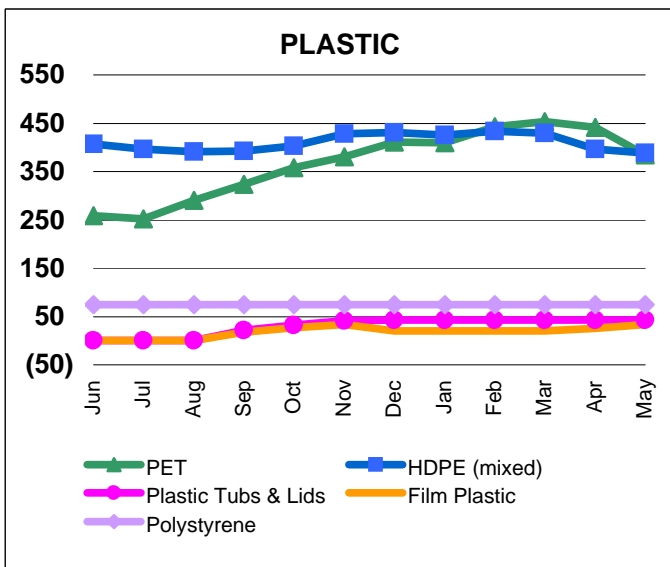 PLASTIC
550
450
350
250
150
50
(50)
Jun Jul Aug Sep Oct Nov Dec Jan Feb Mar Apr May
PET HDPE (mixed)
Plastic Tubs & Lids Film Plastic
Polystyrene